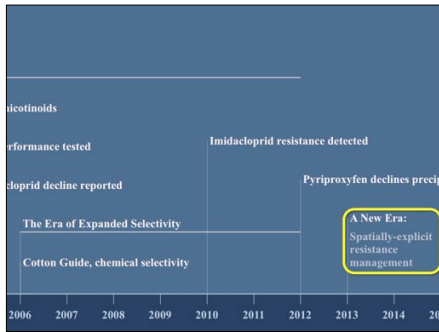 nicotinoids
erformance tested
Imidacloprid resistance detected
cloprid decline reported
Pyriproxyfen declines precip
The Era of Expanded Selectivity
A New Era:
Spatially-explicit
resistance
management
Cotton Guide, chemical selectivity
2006 2007 2008 2009 2010 2011 2012 2013 2014 20